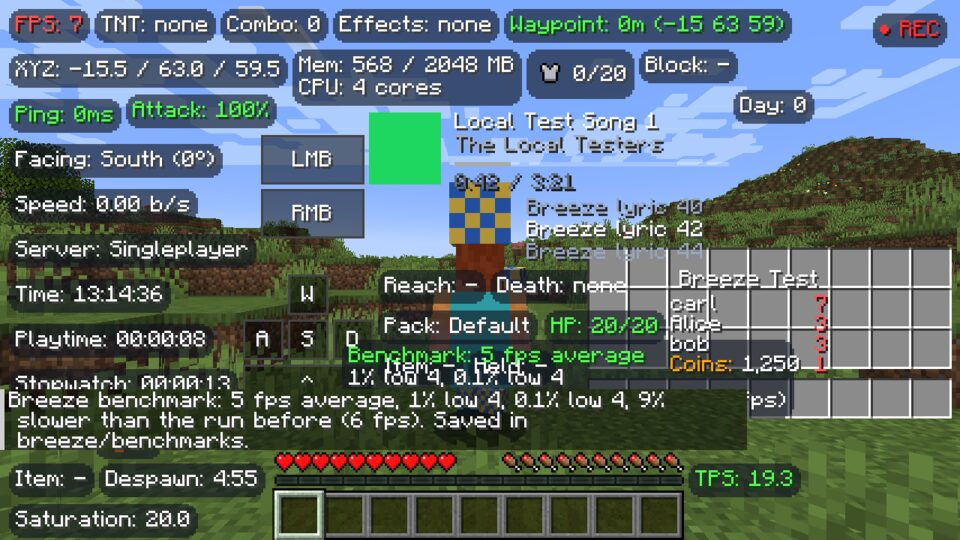 FPS: 7 TNT: none Combo: 0 Effects: none Waypoint: 0m (-15 63 59) REC
XYZ: -15.5 / 63.0 / 59.5
Mem: 568 / 2048 MB
CPU: 4 cores
0/20
Block: -
Day: 0
Ping: 0ms
Attack: 100%
Local Test Song 1
The Local Testers
0:42 / 3:21
Facing: South (0°)
LMB
Speed: 0.00 b/s
RMB
Breeze lyric 40
Breeze lyric 42
Breeze lyric 44
Server: Singleplayer
Time: 13:14:36
W
Reach: - Death: none
Breeze Test
carl 7
Alice 3
bob 3
Coins: 1,250 1
Playtime: 00:00:08
A S D
Pack: Default
HP: 20/20
Benchmark: 5 fps average
1% low 4, 0.1% low 4
Stopwatch: 00:00:13
^
Breeze benchmark: 5 fps average, 1% low 4, 0.1% low 4, 9%
slower than the run before (6 fps). Saved in
breeze/benchmarks.
fps)
Item: - Despawn: 4:55
TPS: 19.3
Saturation: 20.0